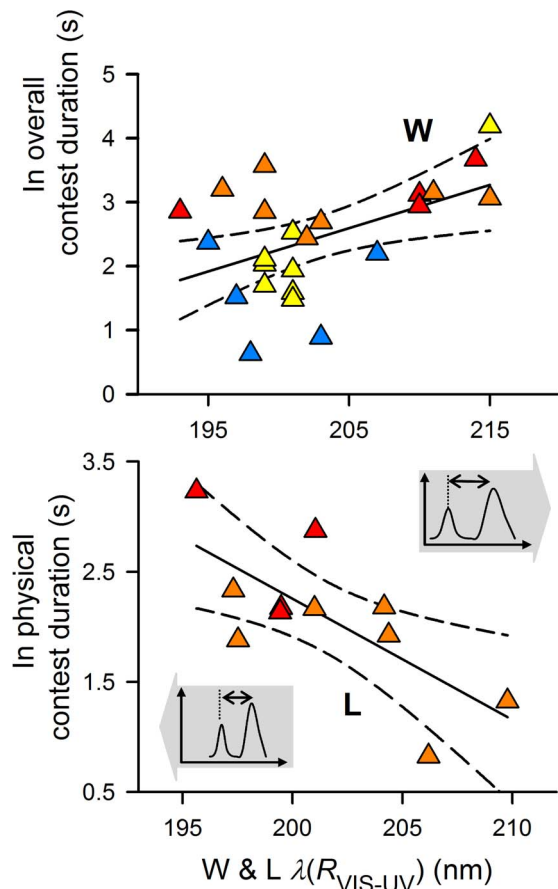 ln overall
contest duration (s)
5
4
3
2
1
0
W
195
205
215
ln physical
contest duration (s)
3.5
2.5
1.5
0.5
L
195
200
205
210
W & L λ(R_VIS-UV) (nm)